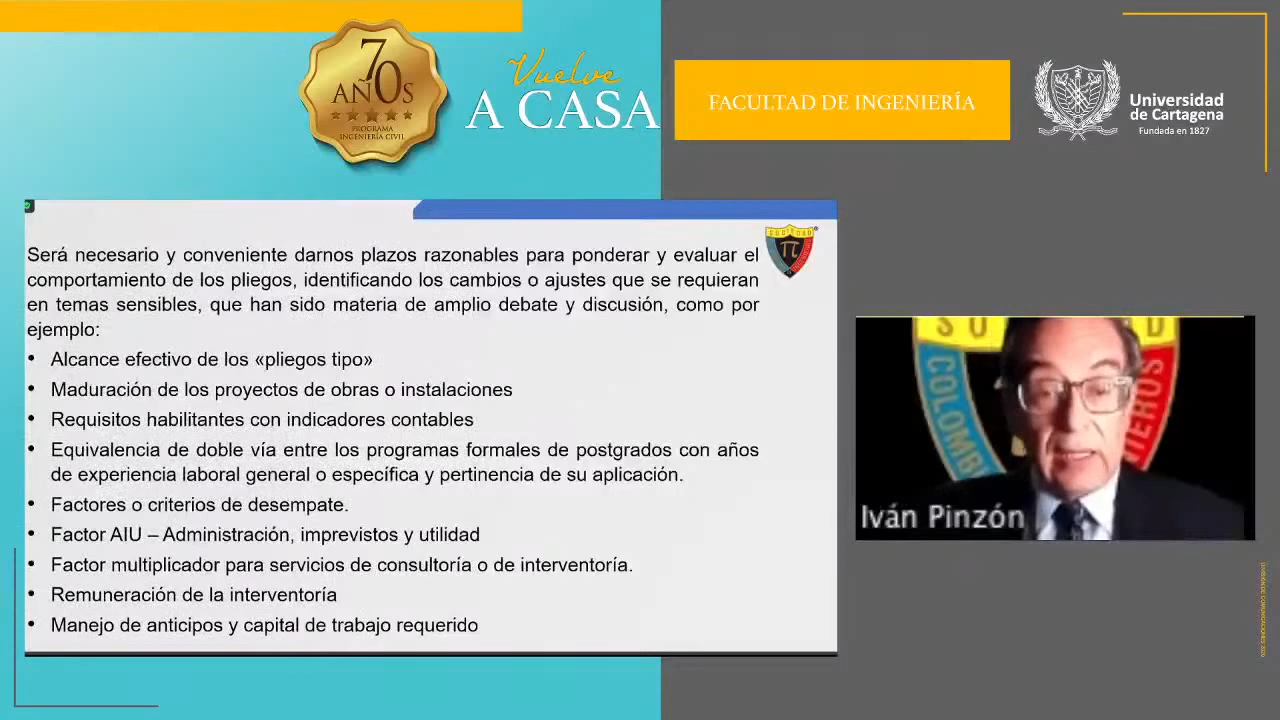 70
AÑOS
PROGRAMA
INGENIERÍA CIVIL
Vuelve
A CASA
FACULTAD DE INGENIERÍA
Universidad
de Cartagena
Fundada en 1827
SOCIEDAD
Será necesario y conveniente darnos plazos razonables para ponderar y evaluar el
comportamiento de los pliegos, identificando los cambios o ajustes que se requieran
en temas sensibles, que han sido materia de amplio debate y discusión, como por
ejemplo:
• Alcance efectivo de los «pliegos tipo»
• Maduración de los proyectos de obras o instalaciones
• Requisitos habilitantes con indicadores contables
• Equivalencia de doble vía entre los programas formales de postgrados con años
de experiencia laboral general o específica y pertinencia de su aplicación.
• Factores o criterios de desempate.
• Factor AIU – Administración, imprevistos y utilidad
• Factor multiplicador para servicios de consultoría o de interventoría.
• Remuneración de la interventoría
• Manejo de anticipos y capital de trabajo requerido
Iván Pinzón